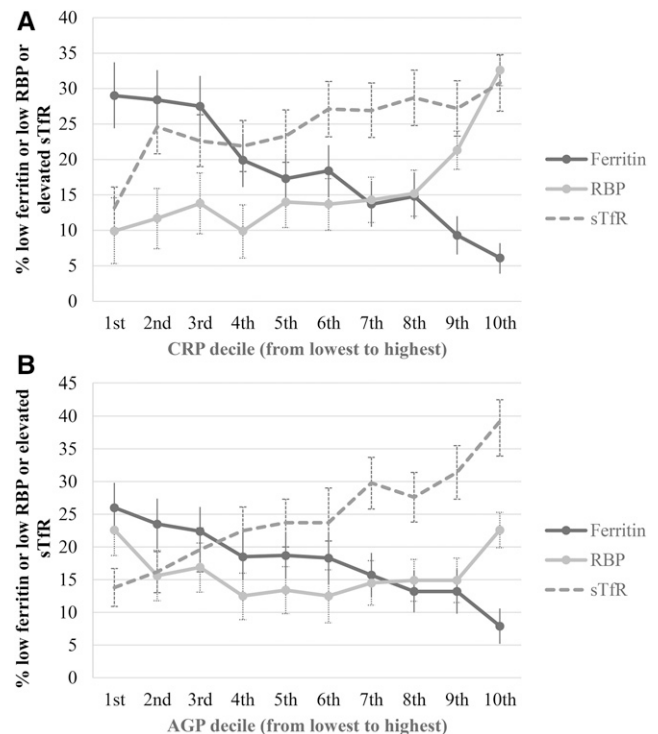 A
% low ferritin or low RBP or
elevated sTfR
40
35
30
25
20
15
10
5
0
1st 2nd 3rd 4th 5th 6th 7th 8th 9th 10th
CRP decile (from lowest to highest)
Ferritin
RBP
sTfR
B
% low ferritin or low RBP or elevated
sTfR
45
40
35
30
25
20
15
10
5
0
1st 2nd 3rd 4th 5th 6th 7th 8th 9th 10th
AGP decile (from lowest to highest)
Ferritin
RBP
sTfR